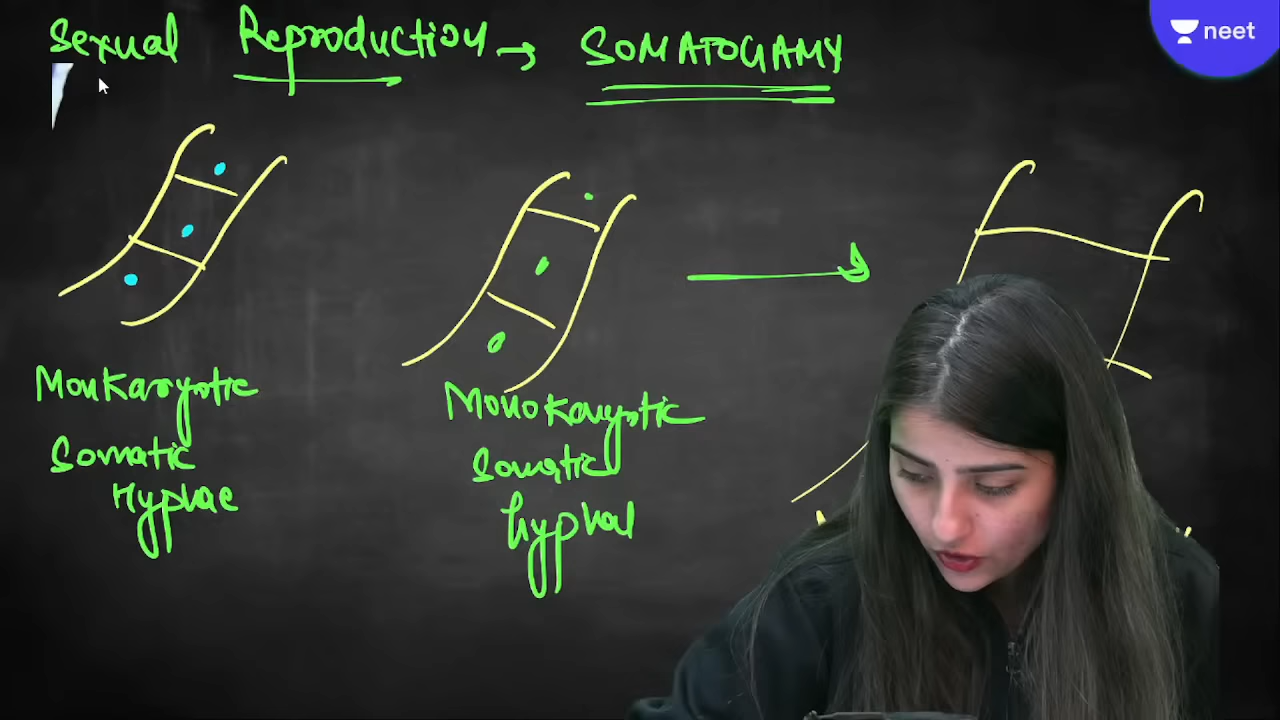 Sexual Reproduction → SOMATOGAMY
neet
Monkaryotic
Somatic
Hyphae
Monokaryotic
Somatic
hyphal